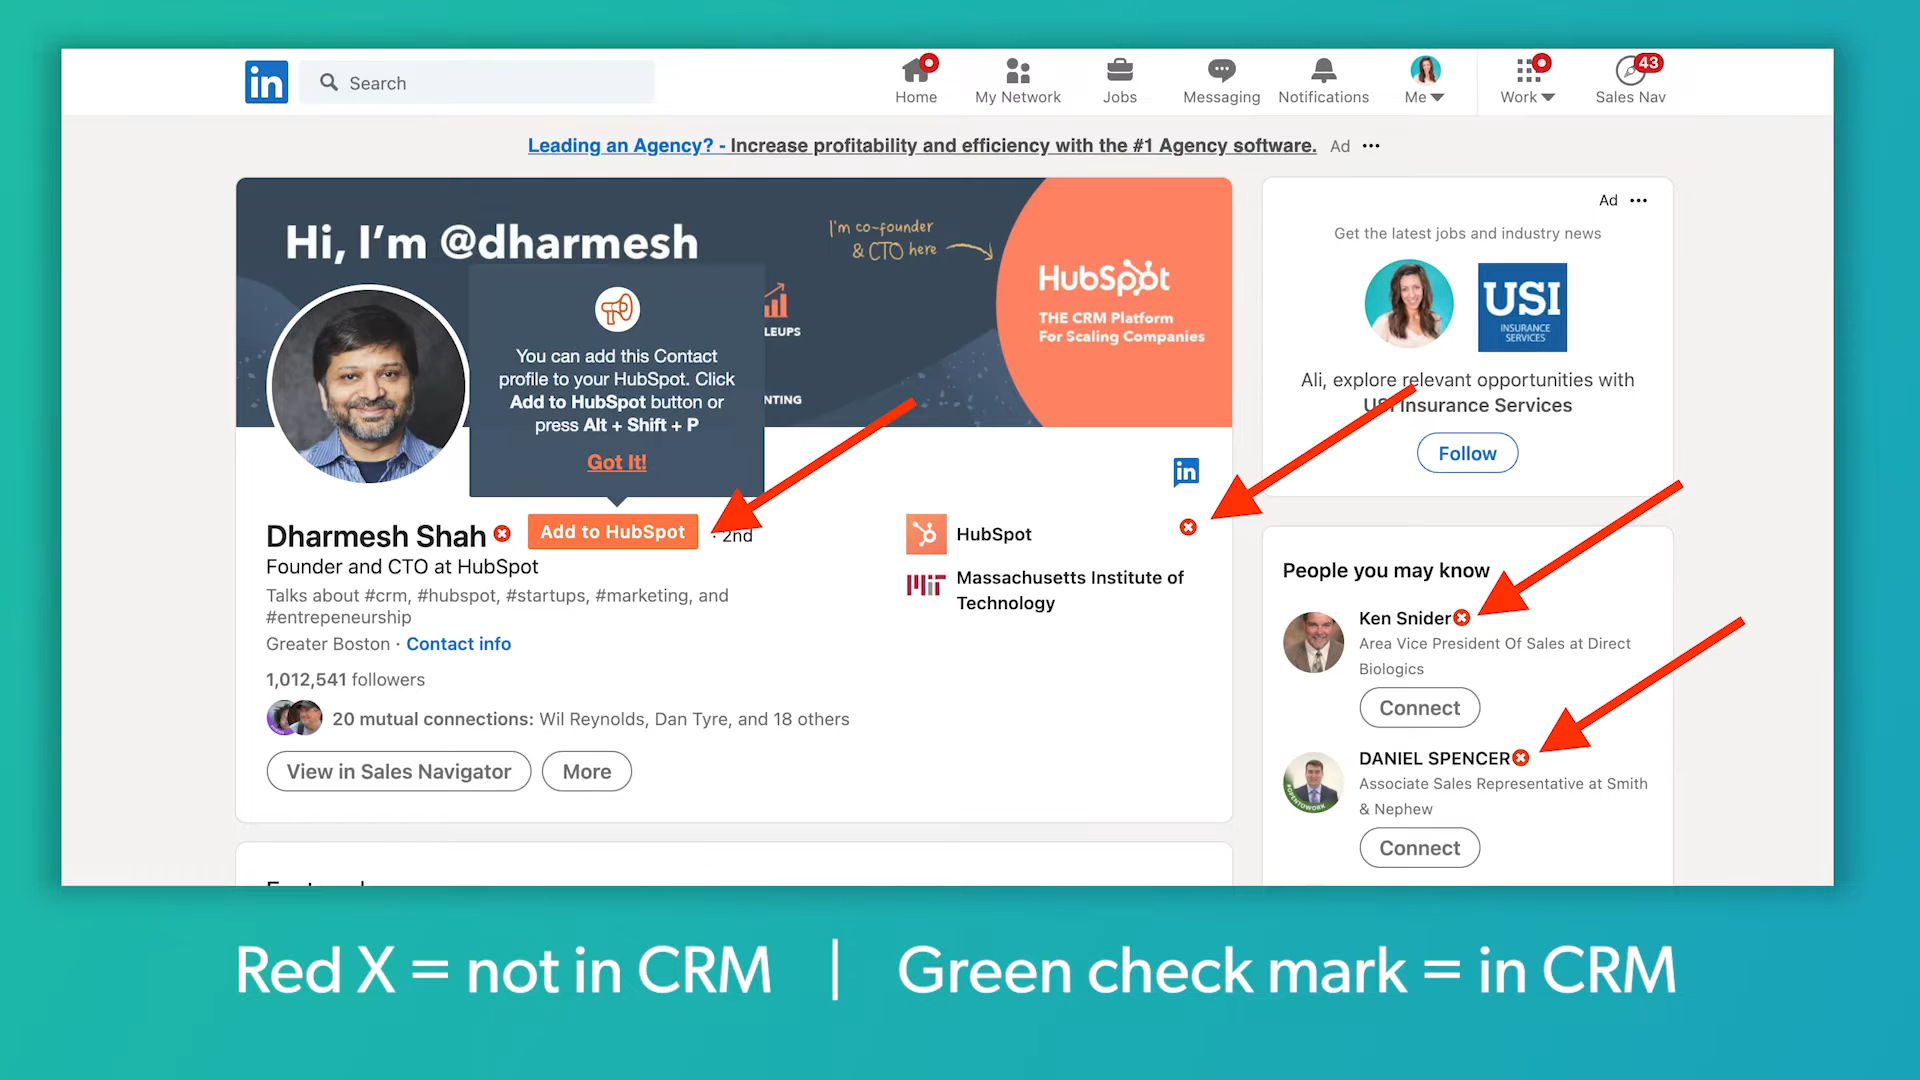 in
Search
Home
My Network
Jobs
Messaging
Notifications
Me
Work
43
Sales Nav
Leading an Agency? - Increase profitability and efficiency with the #1 Agency software. Ad
Hi, I'm @dharmesh
I'm co-founder
& CTO here
HubSpot
THE CRM Platform
For Scaling Companies
LEUPS
NTING
You can add this Contact
profile to your HubSpot. Click
Add to HubSpot button or
press Alt + Shift + P
Got It!
in
Dharmesh Shah
Add to HubSpot
· 2nd
Founder and CTO at HubSpot
Talks about #crm, #hubspot, #startups, #marketing, and
#entrepeneurship
Greater Boston · Contact info
1,012,541 followers
20 mutual connections: Wil Reynolds, Dan Tyre, and 18 others
View in Sales Navigator
More
HubSpot
MIT
Massachusetts Institute of
Technology
Ad
Get the latest jobs and industry news
USI
INSURANCE
SERVICES
Ali, explore relevant opportunities with
USI Insurance Services
Follow
People you may know
Ken Snider
Area Vice President Of Sales at Direct
Biologics
Connect
DANIEL SPENCER
Associate Sales Representative at Smith
& Nephew
#OPENTOWORK
Connect
Red X = not in CRM | Green check mark = in CRM